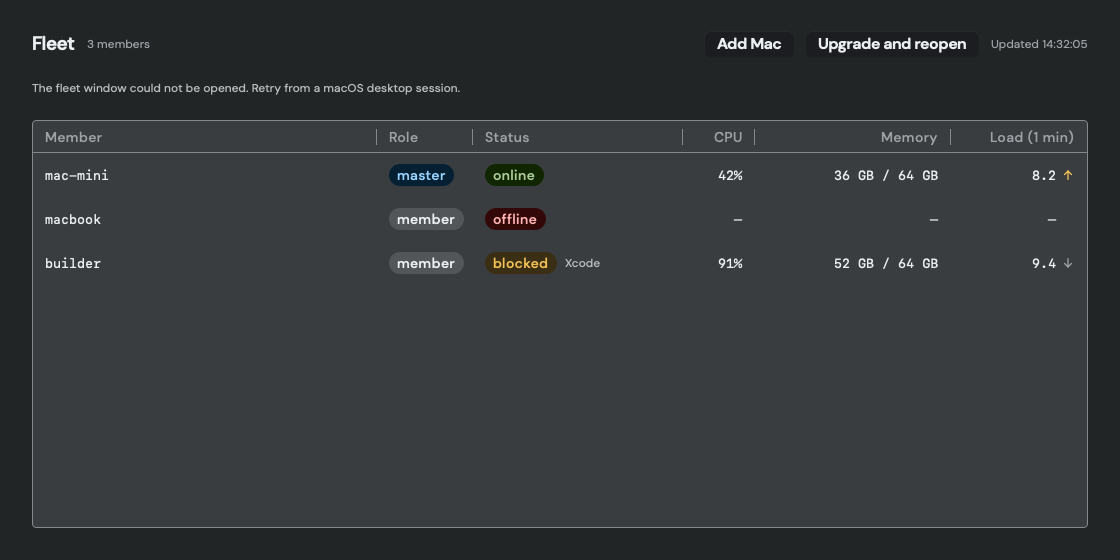 Fleet 3 members Add Mac Upgrade and reopen Updated 14:32:05
The fleet window could not be opened. Retry from a macOS desktop session.
Member Role Status CPU Memory Load (1 min)
mac-mini master online 42% 36 GB / 64 GB 8.2 ↑
macbook member offline — — —
builder member blocked Xcode 91% 52 GB / 64 GB 9.4 ↓